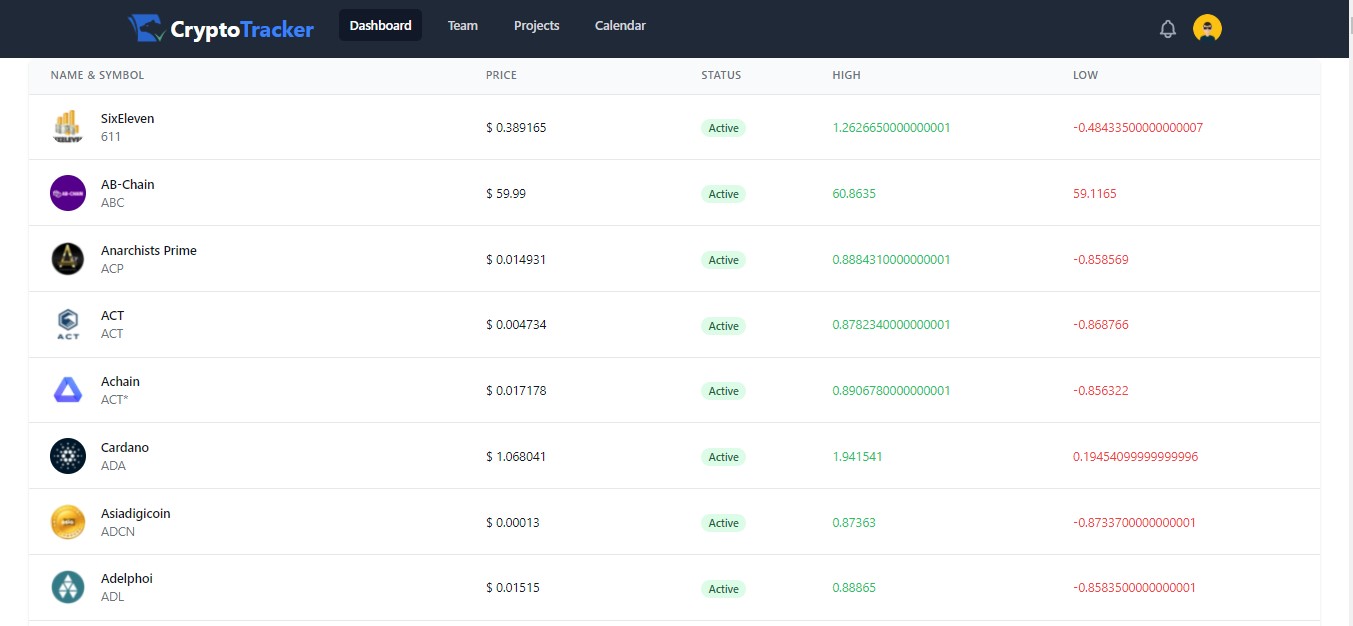 CryptoTracker Dashboard Team Projects Calendar
NAME & SYMBOL PRICE STATUS HIGH LOW
SixEleven
611
$ 0.389165 Active 1.2626650000000001 -0.48433500000000007
AB-Chain
ABC
$ 59.99 Active 60.8635 59.1165
Anarchists Prime
ACP
$ 0.014931 Active 0.8884310000000001 -0.858569
ACT
ACT
ACT
$ 0.004734 Active 0.8782340000000001 -0.868766
Achain
ACT*
$ 0.017178 Active 0.8906780000000001 -0.856322
Cardano
ADA
$ 1.068041 Active 1.941541 0.19454099999999996
Asiadigicoin
ADCN
$ 0.00013 Active 0.87363 -0.8733700000000001
Adelphoi
ADL
$ 0.01515 Active 0.88865 -0.8583500000000001